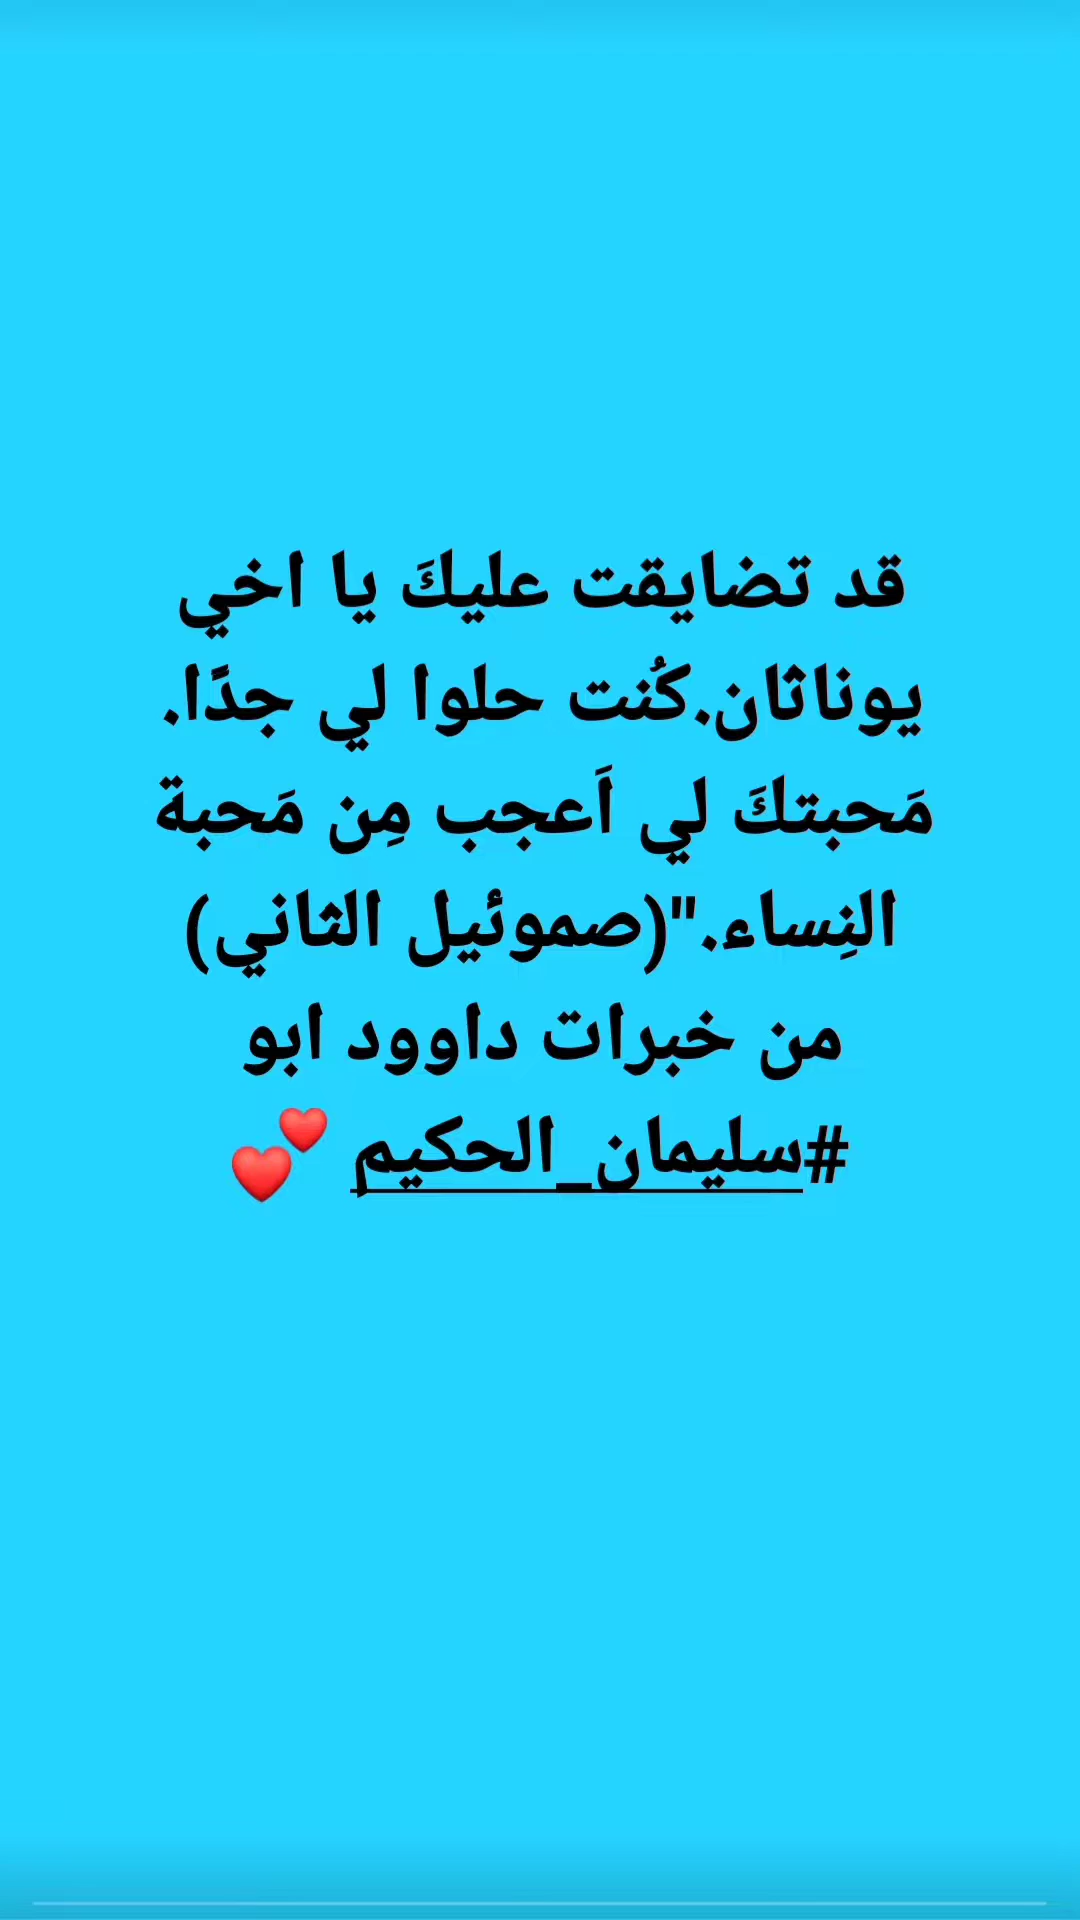 قد تضايقت عليكَ يا اخي
يوناثان.كُنت حلوا لي جدًا.
مَحبتكَ لي اَعجب مِن مَحبة
النِساء."(صموئيل الثاني)
من خبرات داوود ابو
#سليمان_الحكيم 💕